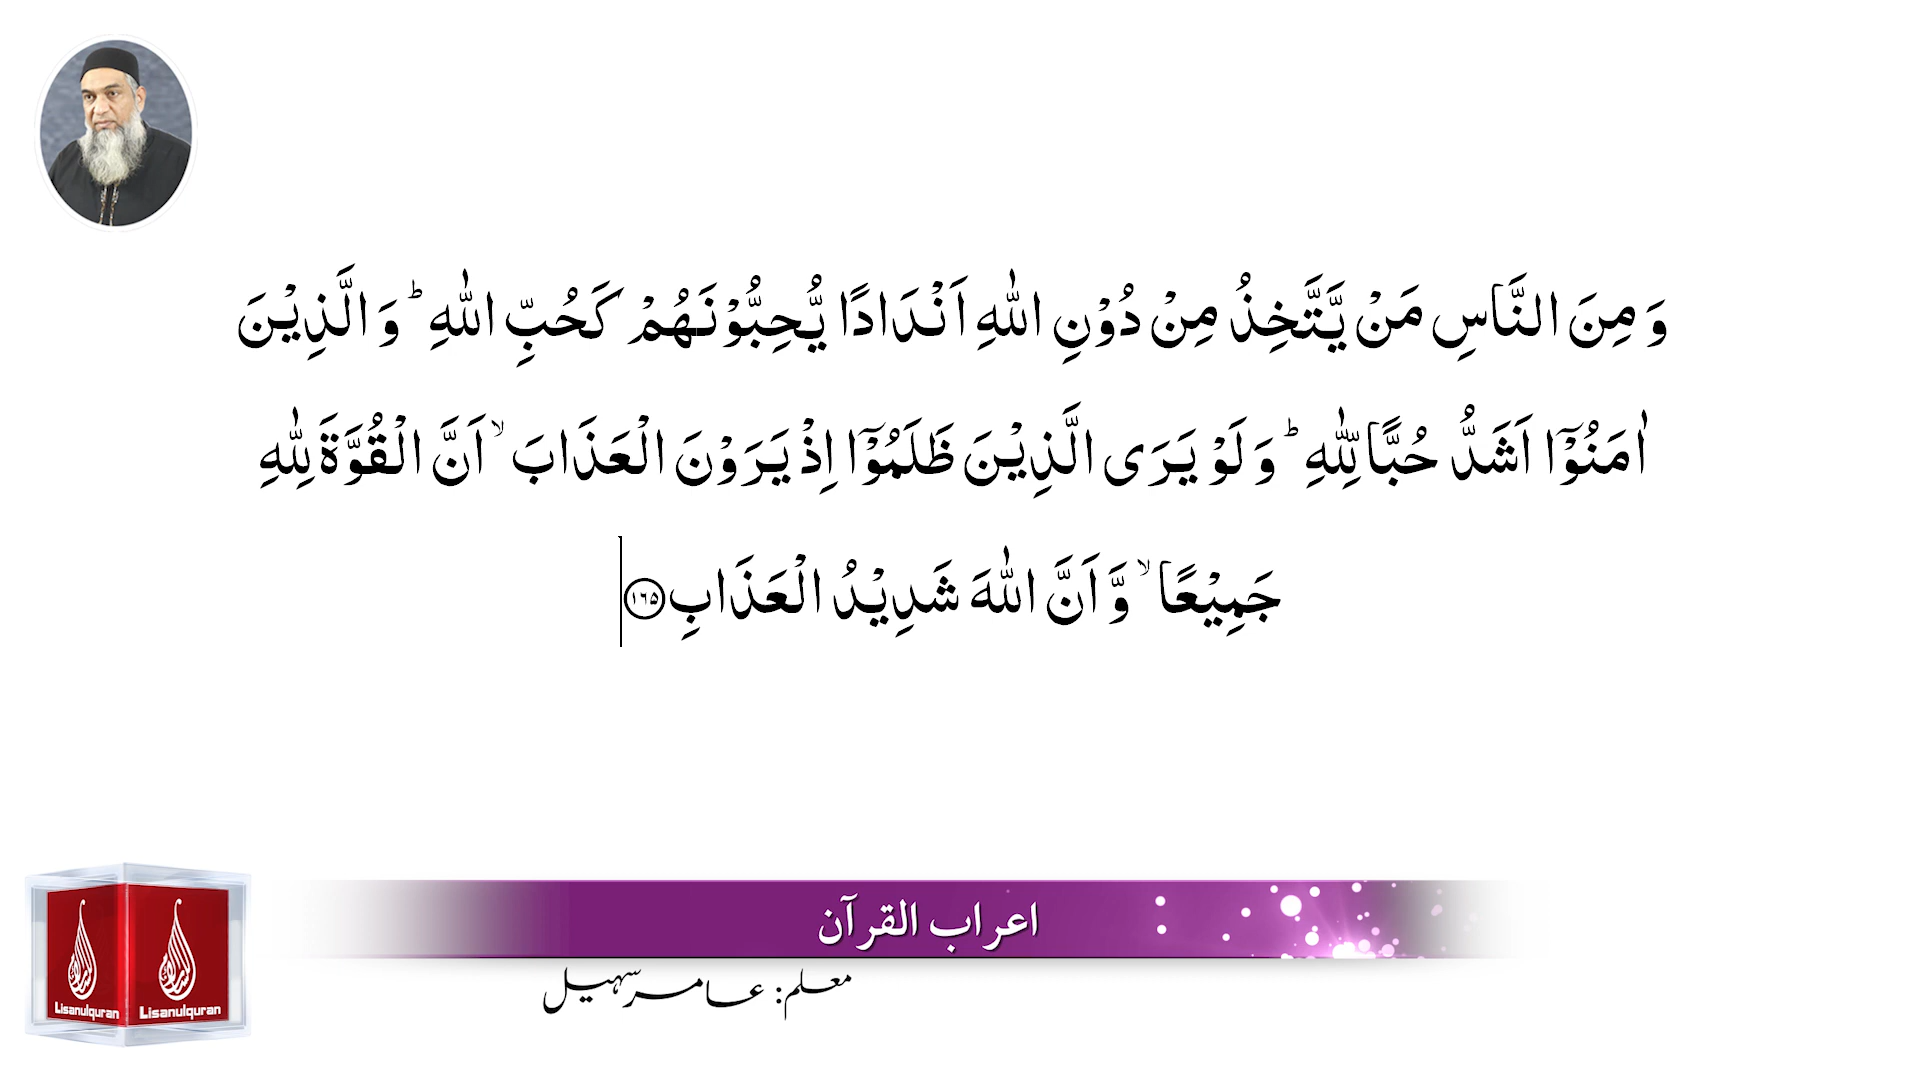 وَ مِنَ النَّاسِ مَنْ يَّتَّخِذُ مِنْ دُوْنِ اللّٰهِ اَنْدَادًا يُّحِبُّوْنَهُمْ كَحُبِّ اللّٰهِ ؕ وَ الَّذِيْنَ
اٰمَنُوْۤا اَشَدُّ حُبًّا لِّلّٰهِ ؕ وَ لَوْ يَرَى الَّذِيْنَ ظَلَمُوْۤا اِذْ يَرَوْنَ الْعَذَابَ ۙ اَنَّ الْقُوَّةَ لِلّٰهِ
جَمِيْعًا ۙ وَّ اَنَّ اللّٰهَ شَدِيْدُ الْعَذَابِ ۱۶۵
اعراب القرآن
معلم: عامر سہیل
Lisanulquran Lisanulquran